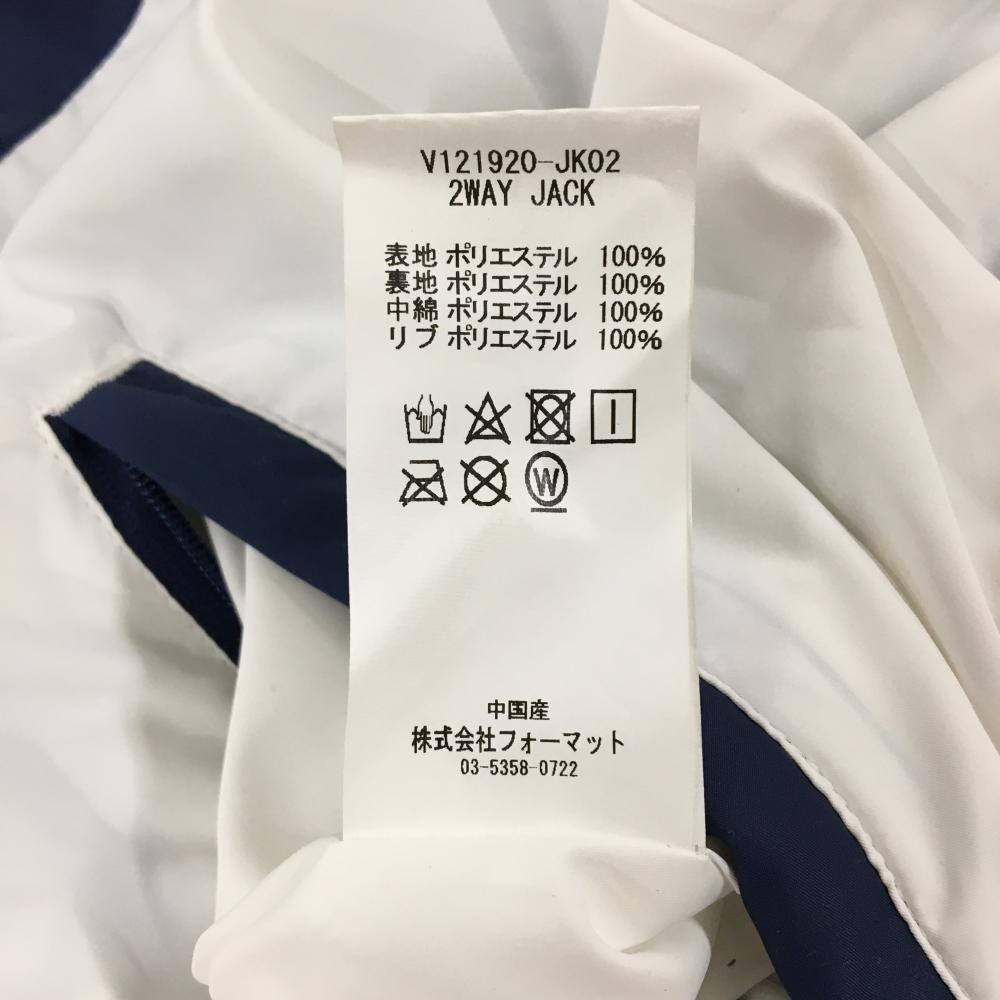 V121920-JK02
2WAY JACK
表地 ポリエステル 100%
裏地 ポリエステル 100%
中綿 ポリエステル 100%
リブ ポリエステル 100%
W
中国産
株式会社フォーマット
03-5358-0722